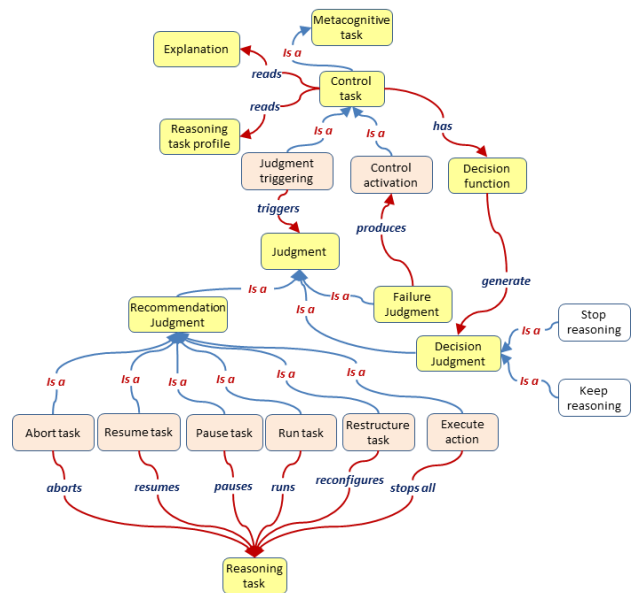 Metacognitive
task
Is a
Explanation
reads
Control
task
reads
Reasoning
task profile
Is a
Is a
has
Judgment
triggering
Control
activation
Decision
function
triggers
produces
Judgment
generate
Is a
Is a
Failure
Judgment
Recommendation
Judgment
Is a
Stop
reasoning
Is a
Decision
Judgment
Is a
Keep
reasoning
Is a
Is a
Is a
Is a
Is a
Is a
Abort task
Resume task
Pause task
Run task
Restructure
task
Execute
action
aborts
resumes
pauses
runs
reconfigures
stops all
Reasoning
task